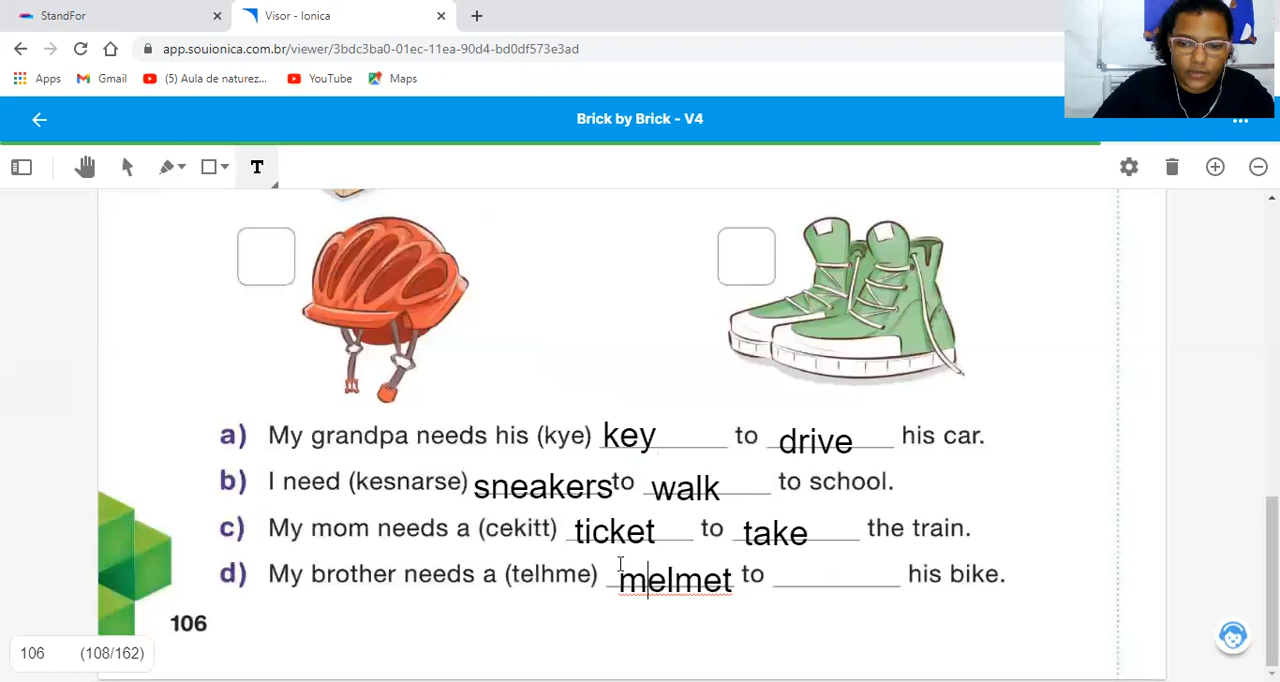 StandFor
Visor - Ionica
app.souionica.com.br/viewer/3bdc3ba0-01ec-11ea-90d4-bd0df573e3ad
Apps Gmail (5) Aula de naturez... YouTube Maps
Brick by Brick - V4
T
a) My grandpa needs his (kye) key to drive his car.
b) I need (kesnarse) sneakers to walk to school.
c) My mom needs a (cekitt) ticket to take the train.
d) My brother needs a (telhme) melmet to his bike.
106
106 (108/162)